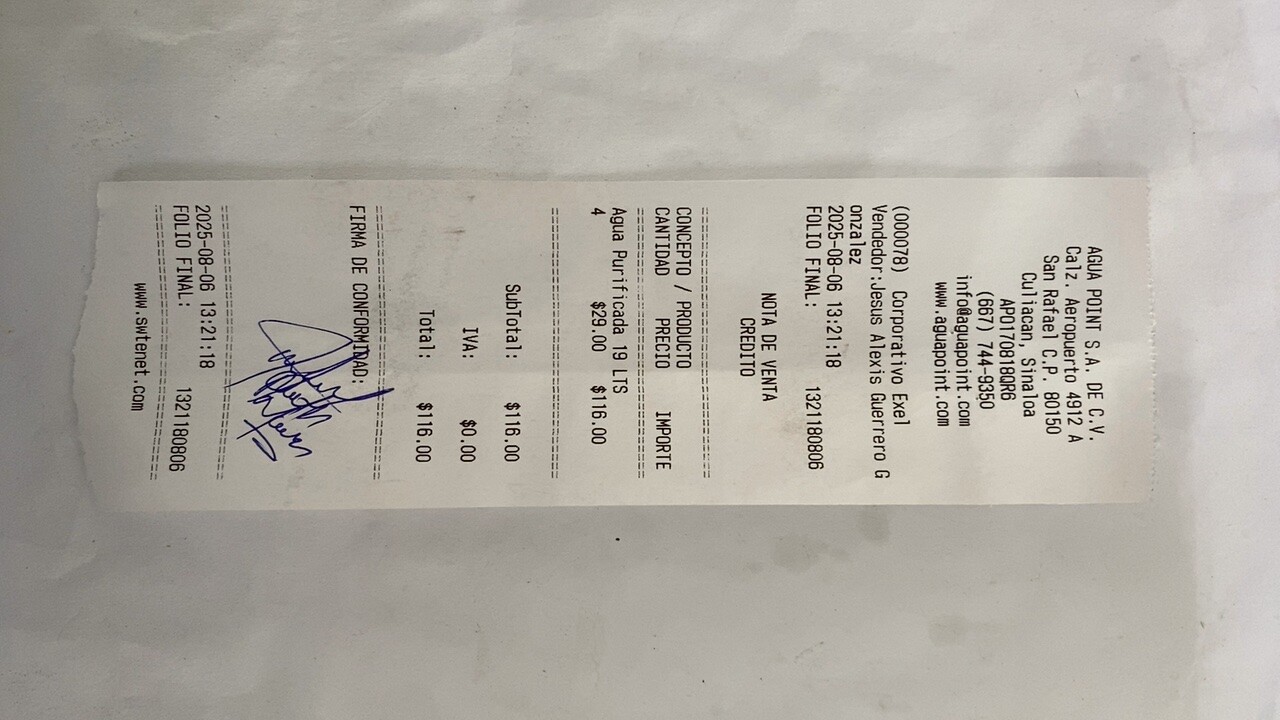 AGUA POINT S.A. DE C.V.
Calz. Aeropuerto 4912 A
San Rafael C.P. 80150
Culiacan, Sinaloa
APO170818QR6
(667) 744-9350
info@aguapoint.com
www.aguapoint.com
(000078) Corporativo Exel
Vendedor:Jesus Alexis Guerrero G
onzalez
2025-08-06 13:21:18
FOLIO FINAL: 1321180806
NOTA DE VENTA
CREDITO
CONCEPTO / PRODUCTO
CANTIDAD PRECIO IMPORTE
Agua Purificada 19 LTS
4 $29.00 $116.00
SubTotal: $116.00
IVA: $0.00
Total: $116.00
FIRMA DE CONFORMIDAD:
2025-08-06 13:21:18
FOLIO FINAL: 1321180806
www.swtenet.com